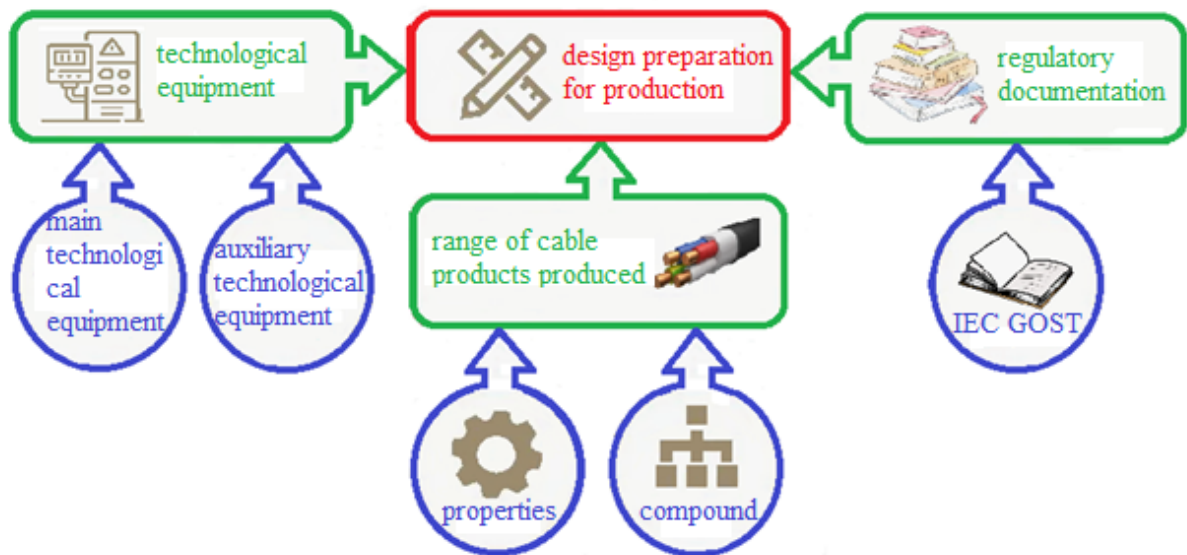 technological
equipment
design preparation
for production
regulatory
documentation
main
technologi
cal
equipment
auxiliary
technological
equipment
range of cable
products produced
IEC GOST
properties
compound